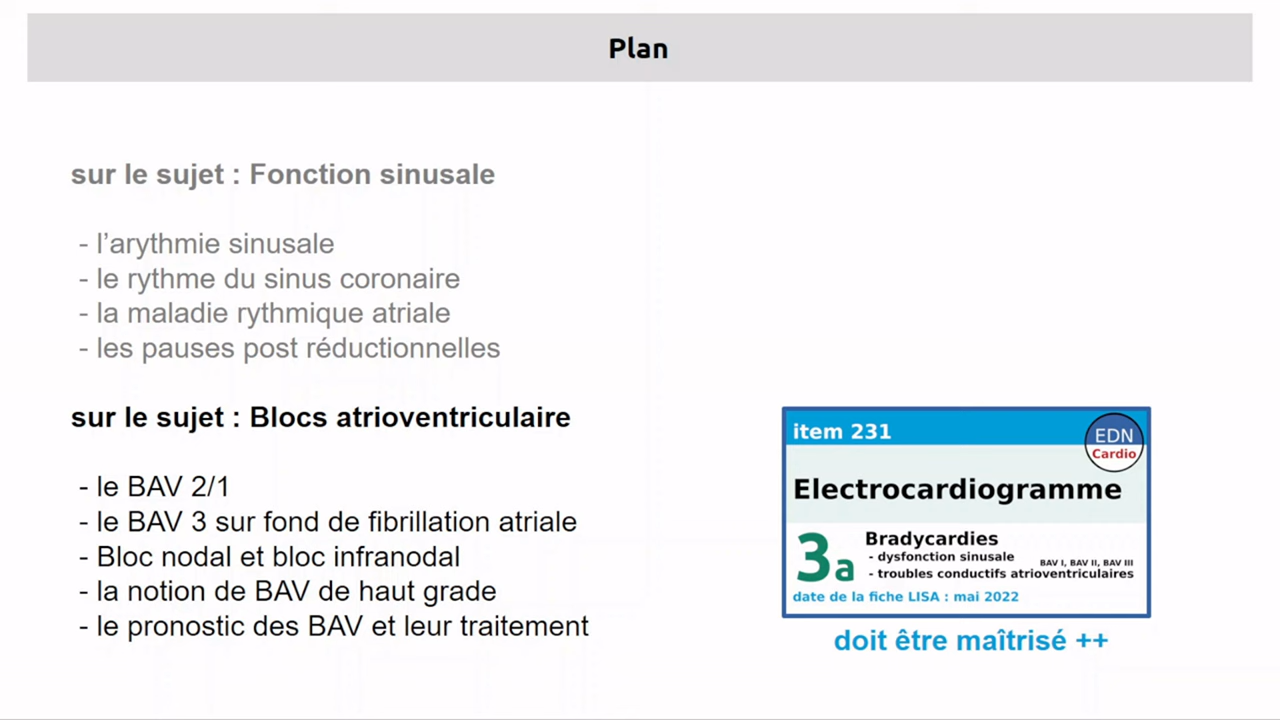 Plan
sur le sujet : Fonction sinusale
- l’arythmie sinusale
- le rythme du sinus coronaire
- la maladie rythmique atriale
- les pauses post réductionnelles
sur le sujet : Blocs atrioventriculaire
- le BAV 2/1
- le BAV 3 sur fond de fibrillation atriale
- Bloc nodal et bloc infranodal
- la notion de BAV de haut grade
- le pronostic des BAV et leur traitement
item 231
EDN
Cardio
Electrocardiogramme
3a
Bradycardies
- dysfonction sinusale
BAV I, BAV II, BAV III
- troubles conductifs atrioventriculaires
date de la fiche LISA : mai 2022
doit être maîtrisé ++